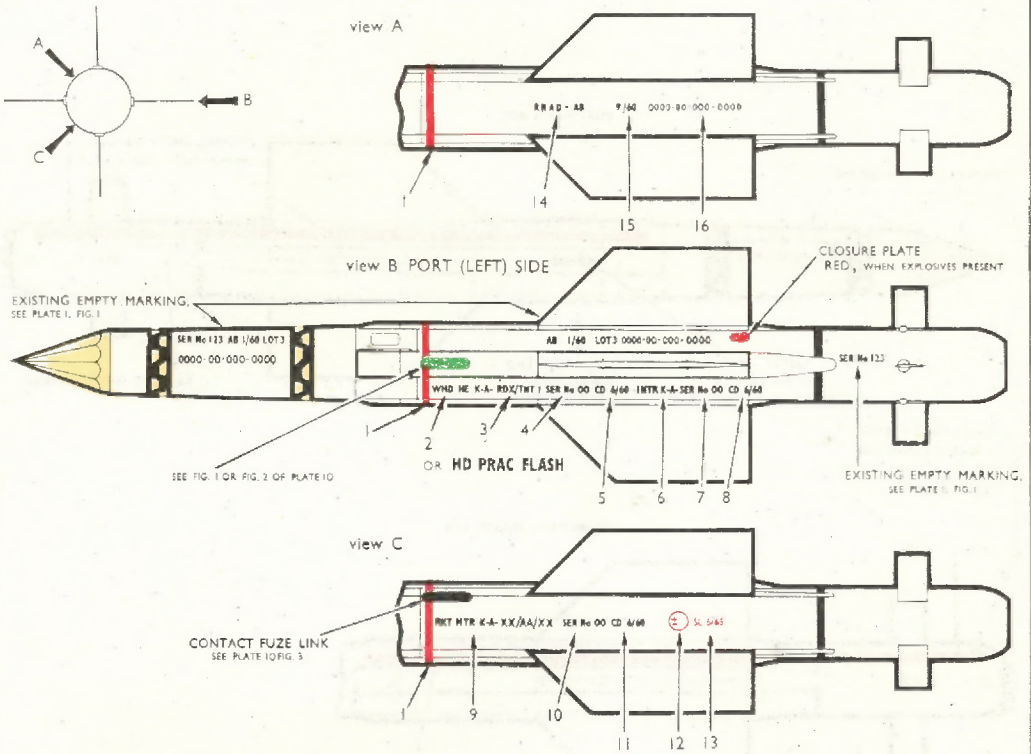 view A
A
B
C
RNAD - AB 9/60 0000-00-000-0000
1 14 15 16
view B PORT (LEFT) SIDE
CLOSURE PLATE
RED, WHEN EXPLOSIVES PRESENT
EXISTING EMPTY MARKING.
SEE PLATE 1, FIG. 1
SER No 123 AB 1/60 LOT 3
0000-00-000-0000
AB 1/60 LOT 3 0000-00-000-0000
SER No 123
WHD HE K-A- RDX/TNT 1 SER No 00 CD 6/60 -INTR K-A-SER No 00 CD 6/60
1 2 3 4
OR HD PRAC FLASH
SEE FIG. 1 OR FIG. 2 OF PLATE 10
5 6 7 8
EXISTING EMPTY MARKING.
SEE PLATE 1, FIG. 1
view C
RKT MTR K-A-XX/AA/XX SER No 00 CD 6/60 ± SL 6/65
CONTACT FUZE LINK
SEE PLATE 10 FIG. 3
1 9 10 11 12 13